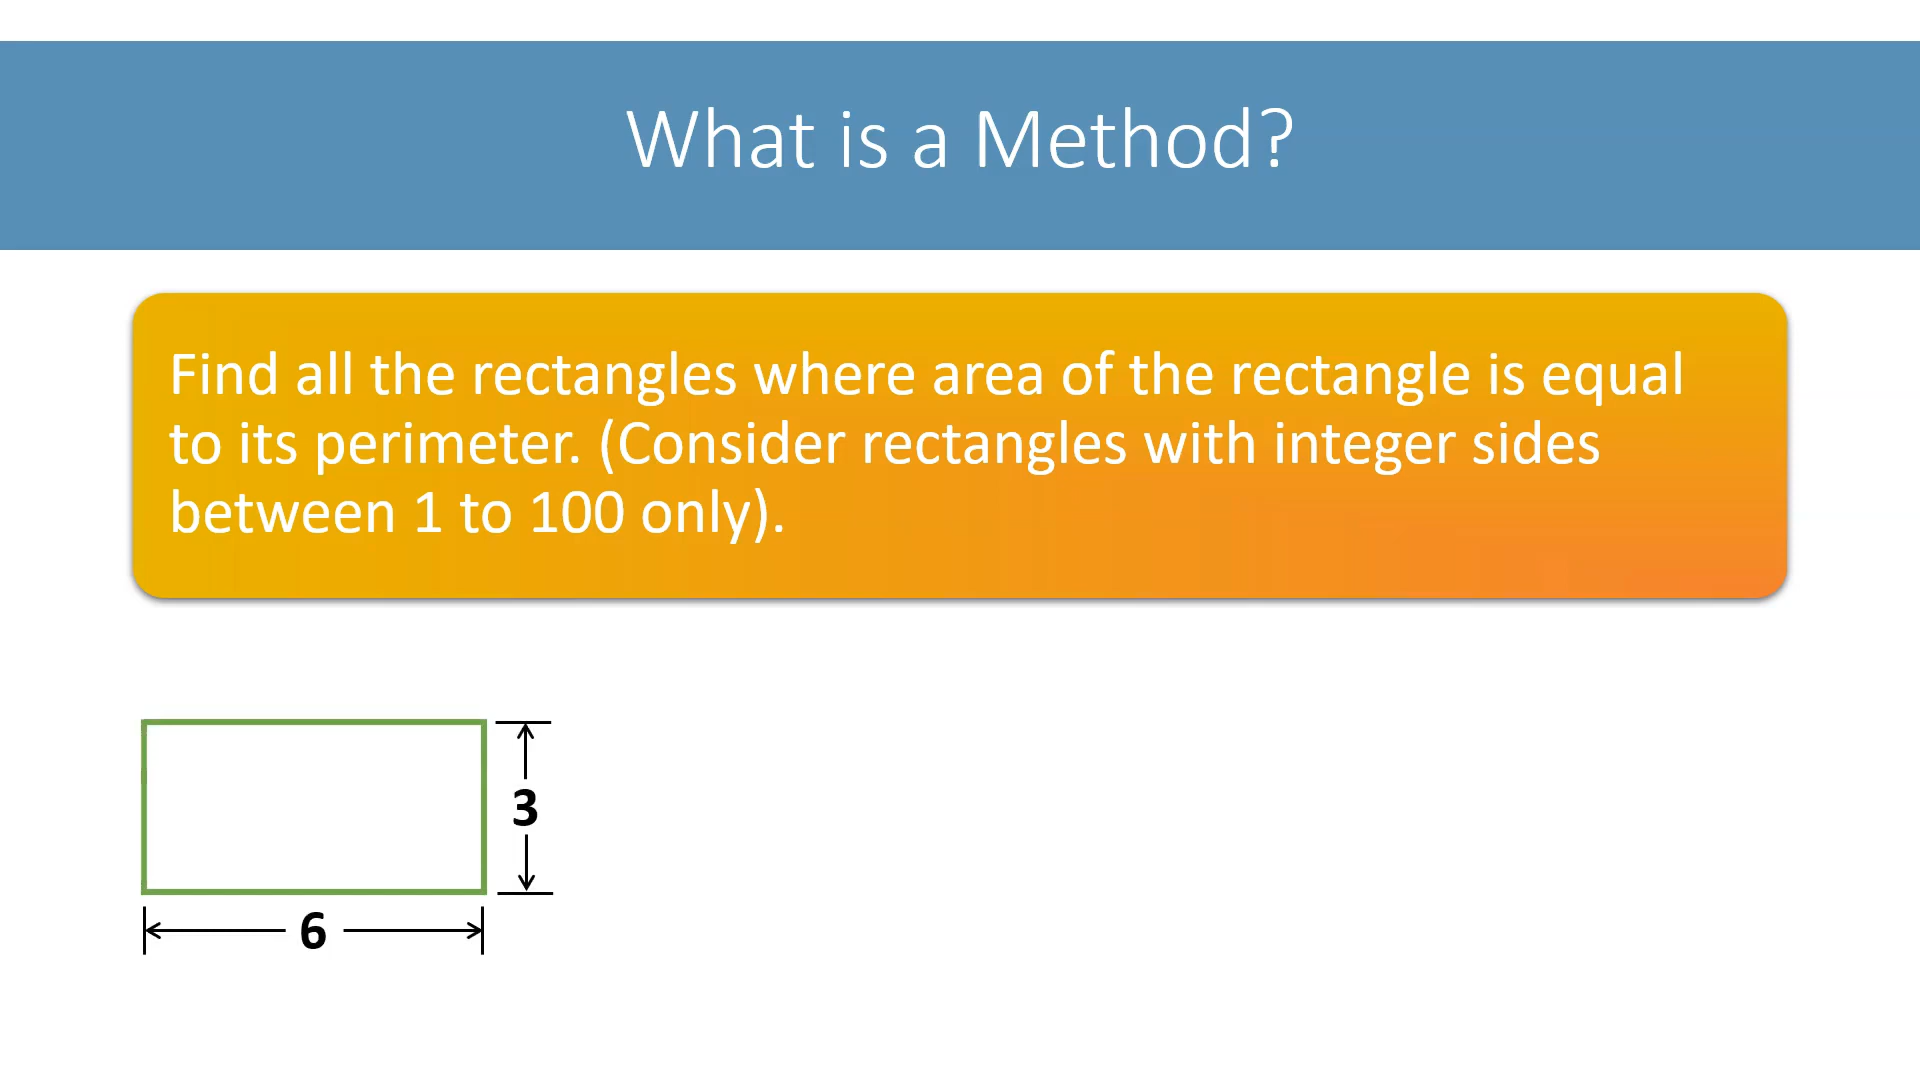 What is a Method?
Find all the rectangles where area of the rectangle is equal
to its perimeter. (Consider rectangles with integer sides
between 1 to 100 only).
3
6